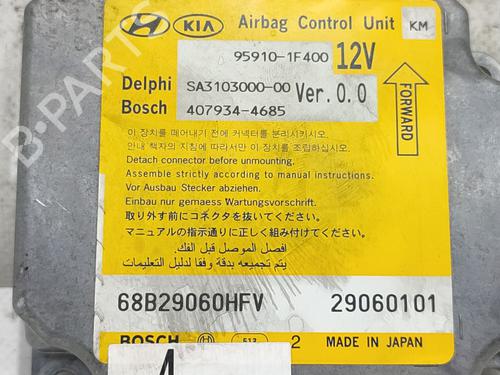 HYUNDAI KIA Airbag Control Unit KM
95910-1F400 12V
Delphi SA3103000-00 Ver.0.0
Bosch 407934-4685
FORWARD
이 장치를 떼어내기 전에 커넥터를 분리시키시오.
안내 책자의 지침에 따라서만 이 장치를 조립하십시오.
Detach connector before unmounting.
Assemble strictly according to manual instructions.
Vor Ausbau Stecker abziehen.
Einbau nur gemaess Wartungsvorschrift.
取り外す前にコネクタを抜いてください。
マニュアルの指示通りに正しく組み付けてください。
افصل الموصل قبل الفك.
يتم تجميعه بدقة وفقا لدليل التعليمات
68B29060HFV 29060101
BOSCH 512 2 MADE IN JAPAN
4
B-PARTS